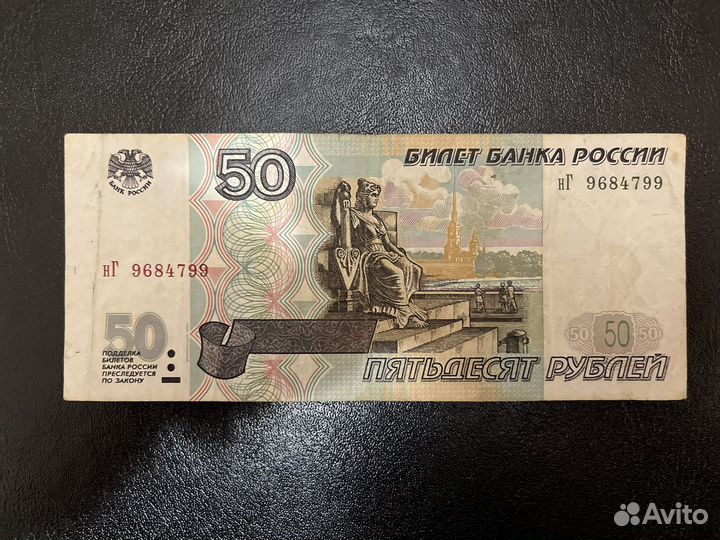 БАНК РОССИИ
50
БИЛЕТ БАНКА РОССИИ
нГ 9684799
нГ 9684799
50
ПОДДЕЛКА
БИЛЕТОВ
БАНКА РОССИИ
ПРЕСЛЕДУЕТСЯ
ПО ЗАКОНУ
50 50 50
ПЯТЬДЕСЯТ РУБЛЕЙ
Avito